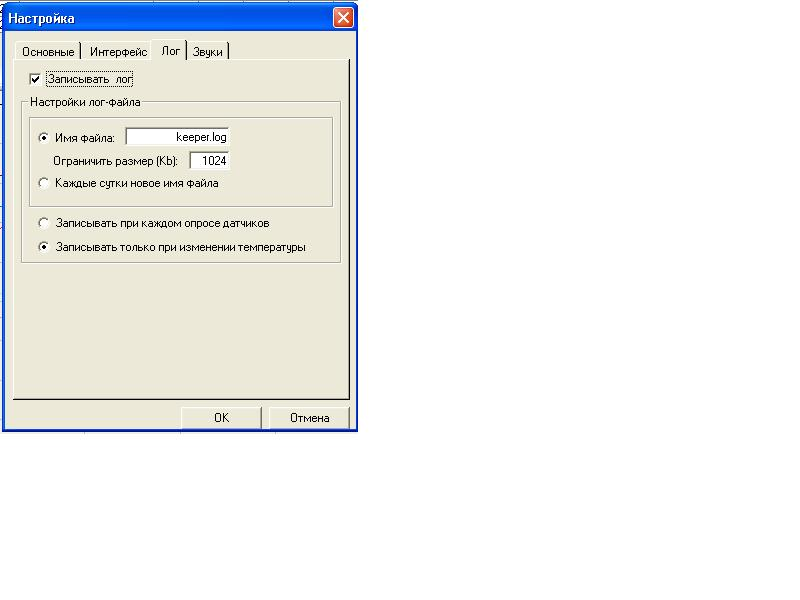 Настройка
Основные Интерфейс Лог Звуки
Записывать лог
Настройки лог-файла
Имя файла: keeper.log
Ограничить размер (Kb): 1024
Каждые сутки новое имя файла
Записывать при каждом опросе датчиков
Записывать только при изменении температуры
OK Отмена